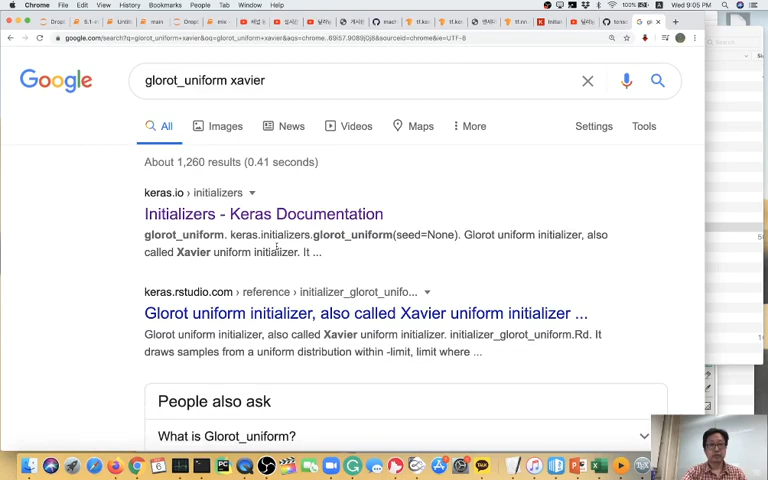 Chrome File Edit View History Bookmarks People Tab Window Help
100% Wed 9:05 PM
google.com/search?q=glorot_uniform+xavier&oq=glorot_uniform+xavier&aqs=chrome..69i57.9089j0j8&sourceid=chrome&ie=UTF-8
Google
glorot_uniform xavier
All Images News Videos Maps More Settings Tools
About 1,260 results (0.41 seconds)
keras.io › initializers
Initializers - Keras Documentation
glorot_uniform. keras.initializers.glorot_uniform(seed=None). Glorot uniform initializer, also
called Xavier uniform initializer. It ...
keras.rstudio.com › reference › initializer_glorot_unifo...
Glorot uniform initializer, also called Xavier uniform initializer ...
Glorot uniform initializer, also called Xavier uniform initializer. initializer_glorot_uniform.Rd. It
draws samples from a uniform distribution within -limit, limit where ...
People also ask
What is Glorot_uniform?